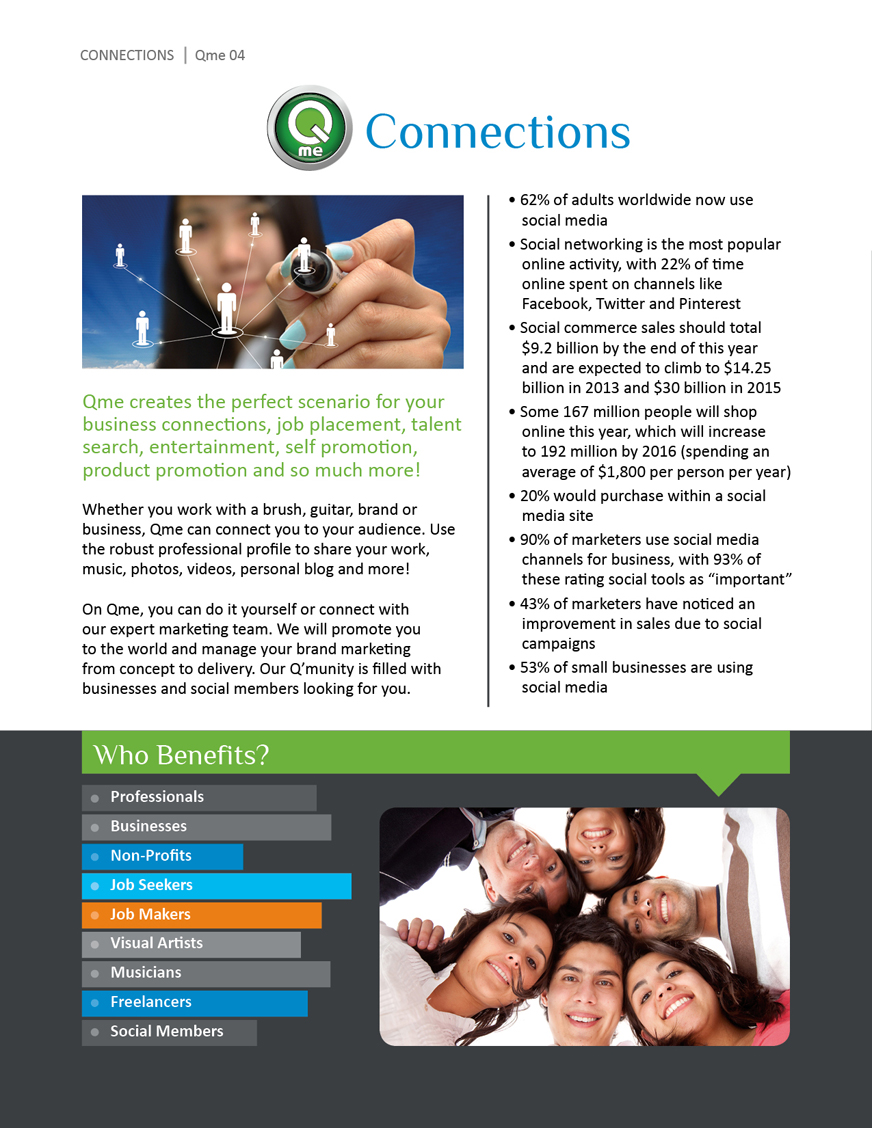 CONNECTIONS | Qme 04
Q
me
Connections
Qme creates the perfect scenario for your
business connections, job placement, talent
search, entertainment, self promotion,
product promotion and so much more!
Whether you work with a brush, guitar, brand or
business, Qme can connect you to your audience. Use
the robust professional profile to share your work,
music, photos, videos, personal blog and more!
On Qme, you can do it yourself or connect with
our expert marketing team. We will promote you
to the world and manage your brand marketing
from concept to delivery. Our Q’munity is filled with
businesses and social members looking for you.
• 62% of adults worldwide now use
social media
• Social networking is the most popular
online activity, with 22% of time
online spent on channels like
Facebook, Twitter and Pinterest
• Social commerce sales should total
$9.2 billion by the end of this year
and are expected to climb to $14.25
billion in 2013 and $30 billion in 2015
• Some 167 million people will shop
online this year, which will increase
to 192 million by 2016 (spending an
average of $1,800 per person per year)
• 20% would purchase within a social
media site
• 90% of marketers use social media
channels for business, with 93% of
these rating social tools as “important”
• 43% of marketers have noticed an
improvement in sales due to social
campaigns
• 53% of small businesses are using
social media
Who Benefits?
• Professionals
• Businesses
• Non-Profits
• Job Seekers
• Job Makers
• Visual Artists
• Musicians
• Freelancers
• Social Members